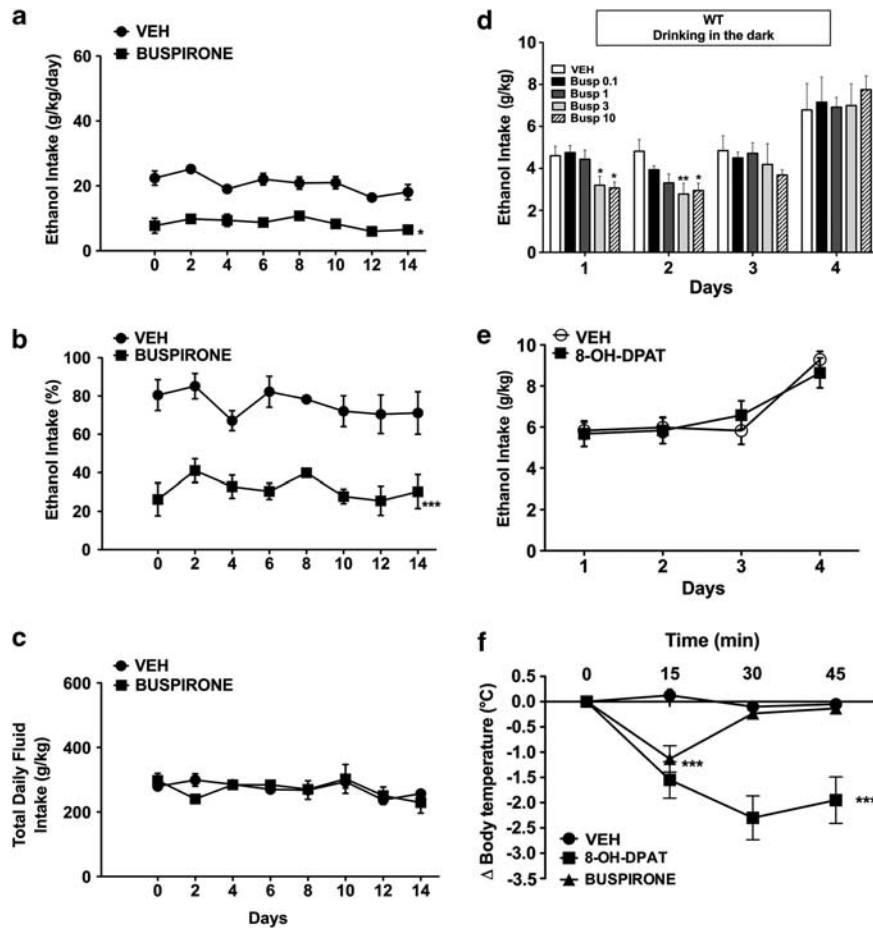 a
VEH
BUSPIRONE
Ethanol Intake (g/kg/day)
60
40
20
0
0 2 4 6 8 10 12 14
*
b
VEH
BUSPIRONE
Ethanol Intake (%)
100
80
60
40
20
0
0 2 4 6 8 10 12 14
***
c
VEH
BUSPIRONE
Total Daily Fluid
Intake (g/kg)
600
400
200
0
0 2 4 6 8 10 12 14
Days
d
WT
Drinking in the dark
VEH
Busp 0.1
Busp 1
Busp 3
Busp 10
Ethanol Intake (g/kg)
10
8
6
4
2
0
* *
** *
1 2 3 4
Days
e
VEH
8-OH-DPAT
Ethanol Intake (g/kg)
10
8
6
4
2
0
1 2 3 4
Days
f
Time (min)
0 15 30 45
Δ Body temperature (°C)
0.5
0.0
-0.5
-1.0
-1.5
-2.0
-2.5
-3.0
-3.5
***
***
VEH
8-OH-DPAT
BUSPIRONE